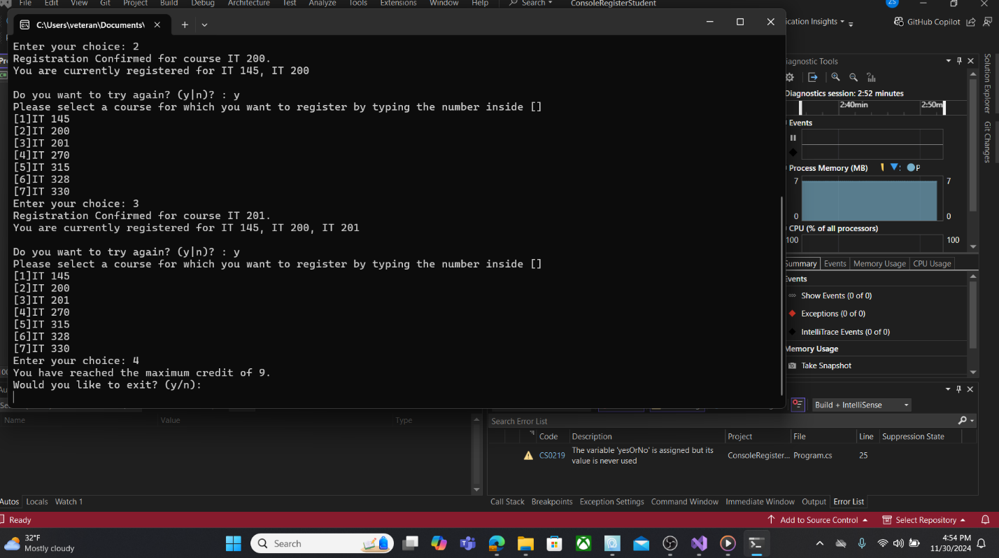 File Edit View Git Project Build Debug Architecture Test Analyze Tools Extensions Window Help Search ConsoleRegisterStudent
ZS
C:\Users\veteran\Documents\
GitHub Copilot
Enter your choice: 2
Registration Confirmed for course IT 200.
You are currently registered for IT 145, IT 200
Do you want to try again? (y|n)? : y
Please select a course for which you want to register by typing the number inside []
[1]IT 145
[2]IT 200
[3]IT 201
[4]IT 270
[5]IT 315
[6]IT 328
[7]IT 330
Enter your choice: 3
Registration Confirmed for course IT 201.
You are currently registered for IT 145, IT 200, IT 201
Do you want to try again? (y|n)? : y
Please select a course for which you want to register by typing the number inside []
[1]IT 145
[2]IT 200
[3]IT 201
[4]IT 270
[5]IT 315
[6]IT 328
[7]IT 330
Enter your choice: 4
You have reached the maximum credit of 9.
Would you like to exit? (y/n):
ication Insights
iagnostic Tools
Diagnostics session: 2:52 minutes
2:40min 2:50m
Events
Process Memory (MB) P
7 7
0 0
CPU (% of all processors)
100 100
Summary Events Memory Usage CPU Usage
Events
Show Events (0 of 0)
Exceptions (0 of 0)
IntelliTrace Events (0 of 0)
Memory Usage
Take Snapshot
Solution Explorer
Git Changes
Build + IntelliSense
Name Value Type
Search Error List
Code Description Project File Line Suppression State
CS0219 The variable 'yesOrNo' is assigned but its value is never used ConsoleRegister... Program.cs 25
Autos Locals Watch 1
Call Stack Breakpoints Exception Settings Command Window Immediate Window Output Error List
Ready
Add to Source Control Select Repository
32°F
Mostly cloudy
Search
4:54 PM
11/30/2024